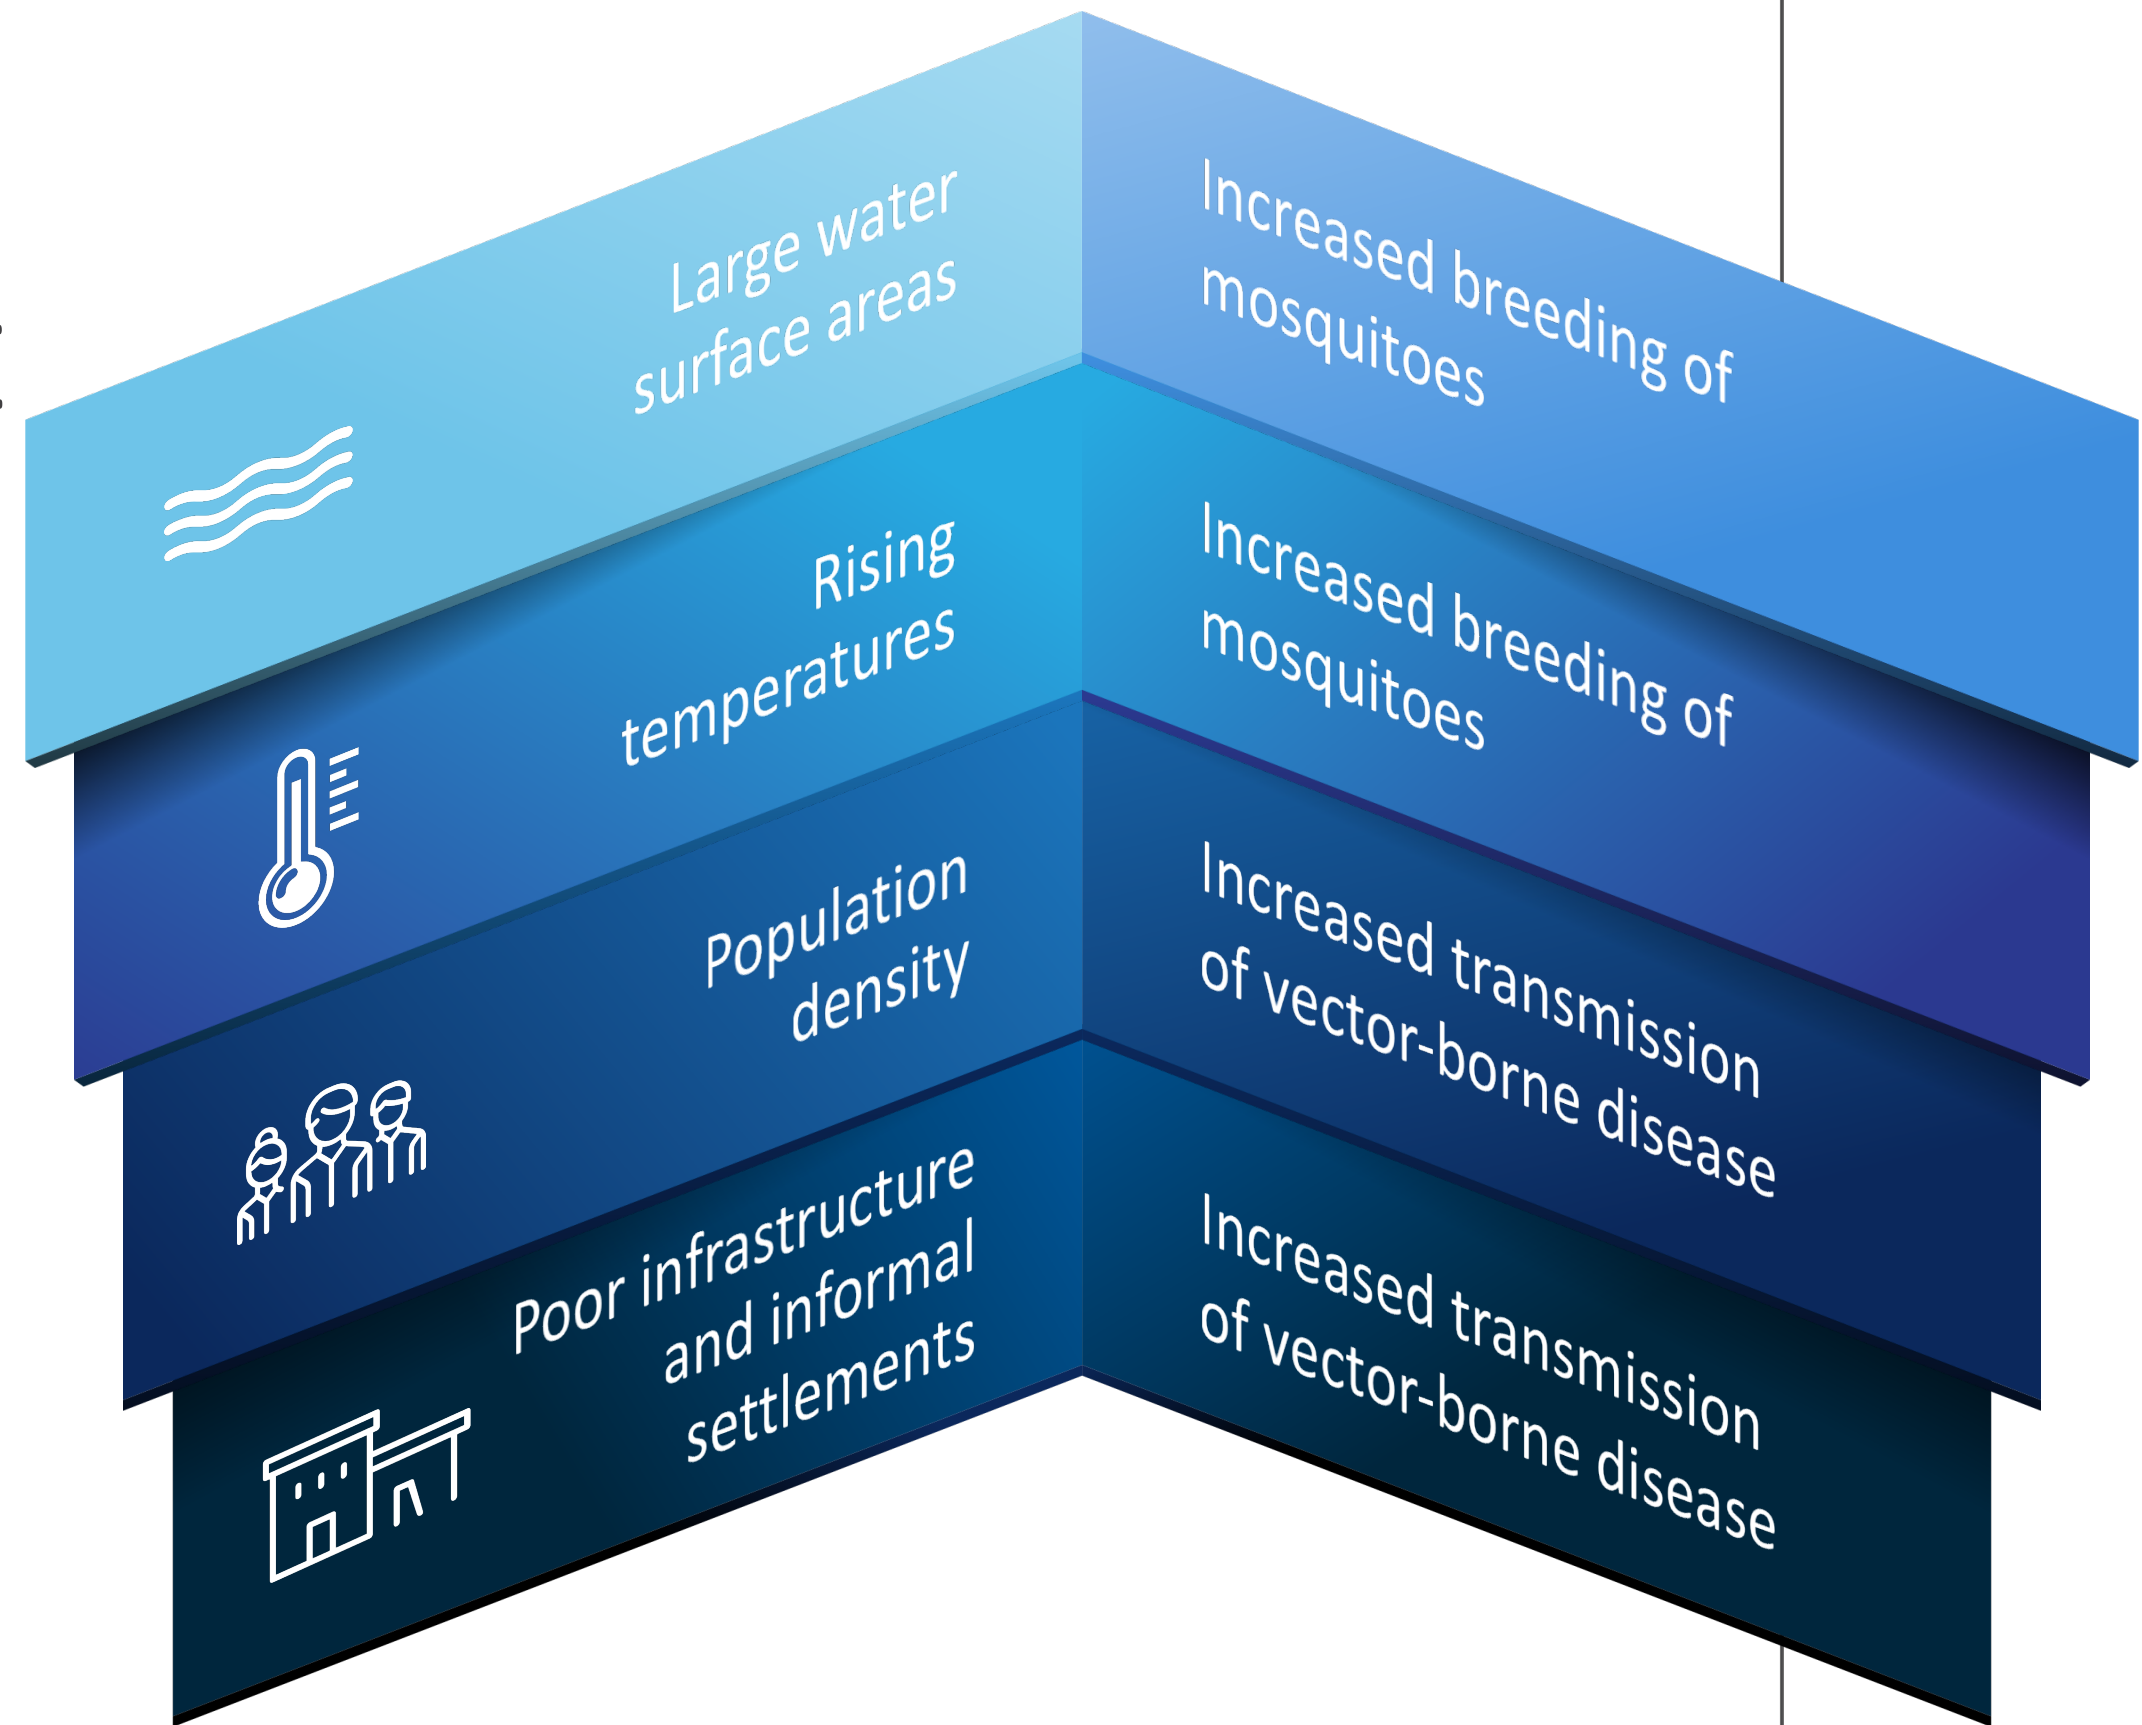 Large water
surface areas
Increased breeding of
mosquitoes
Rising
temperatures
Increased breeding of
mosquitoes
Population
density
Increased transmission
of vector-borne disease
Poor infrastructure
and informal
settlements
Increased transmission
of vector-borne disease